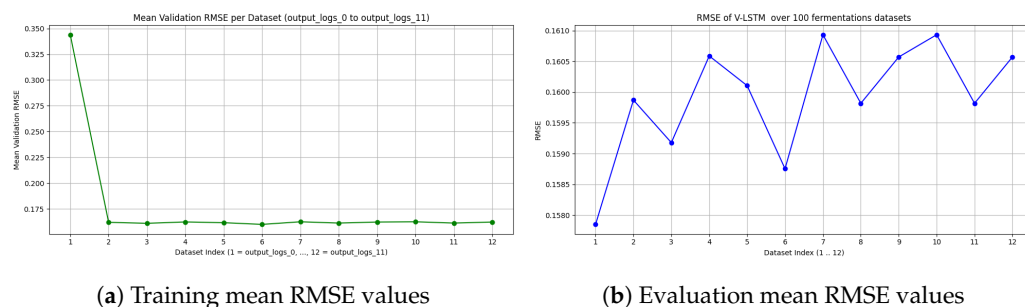 Mean Validation RMSE per Dataset (output_logs_0 to output_logs_11)
Mean Validation RMSE
0.350
0.325
0.300
0.275
0.250
0.225
0.200
0.175
1 2 3 4 5 6 7 8 9 10 11 12
Dataset Index (1 = output_logs_0, ..., 12 = output_logs_11)
(a) Training mean RMSE values
RMSE of V-LSTM over 100 fermentations datasets
RMSE
0.1610
0.1605
0.1600
0.1595
0.1590
0.1585
0.1580
1 2 3 4 5 6 7 8 9 10 11 12
Dataset Index (1 .. 12)
(b) Evaluation mean RMSE values